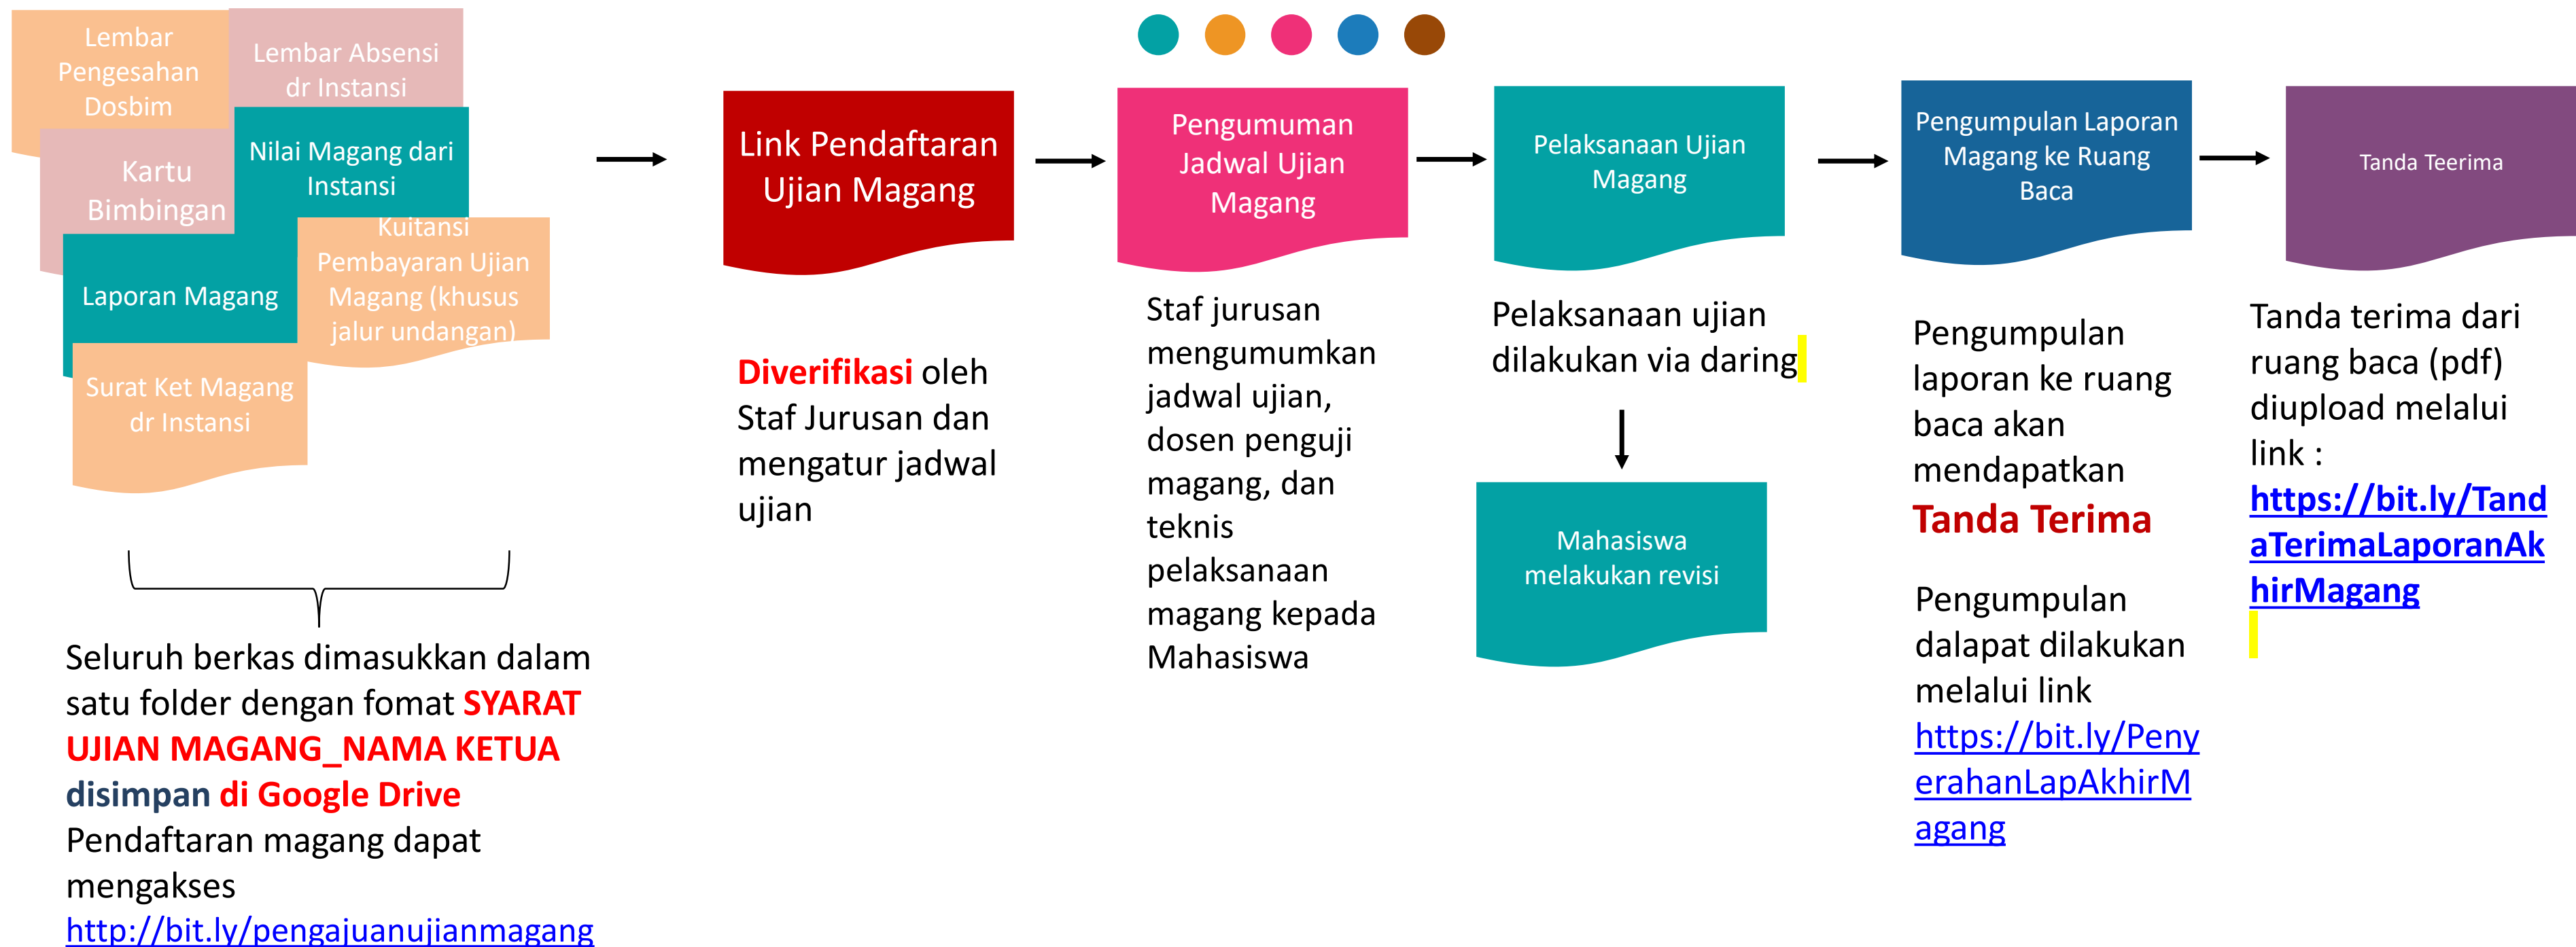 Lembar
Pengesahan
Dosbim
Lembar Absensi
dr Instansi
Kartu
Bimbingan
Nilai Magang dari
Instansi
Laporan Magang
Kuitansi
Pembayaran Ujian
Magang (khusus
jalur undangan)
Surat Ket Magang
dr Instansi
Seluruh berkas dimasukkan dalam
satu folder dengan fomat SYARAT
UJIAN MAGANG_NAMA KETUA
disimpan di Google Drive
Pendaftaran magang dapat
mengakses
http://bit.ly/pengajuanujianmagang
Link Pendaftaran
Ujian Magang
Diverifikasi oleh
Staf Jurusan dan
mengatur jadwal
ujian
Pengumuman
Jadwal Ujian
Magang
Staf jurusan
mengumumkan
jadwal ujian,
dosen penguji
magang, dan
teknis
pelaksanaan
magang kepada
Mahasiswa
Pelaksanaan Ujian
Magang
Pelaksanaan ujian
dilakukan via daring
Mahasiswa
melakukan revisi
Pengumpulan Laporan
Magang ke Ruang
Baca
Pengumpulan
laporan ke ruang
baca akan
mendapatkan
Tanda Terima
Pengumpulan
dalapat dilakukan
melalui link
https://bit.ly/Peny
erahanLapAkhirM
agang
Tanda Teerima
Tanda terima dari
ruang baca (pdf)
diupload melalui
link :
https://bit.ly/Tand
aTerimaLaporanAk
hirMagang